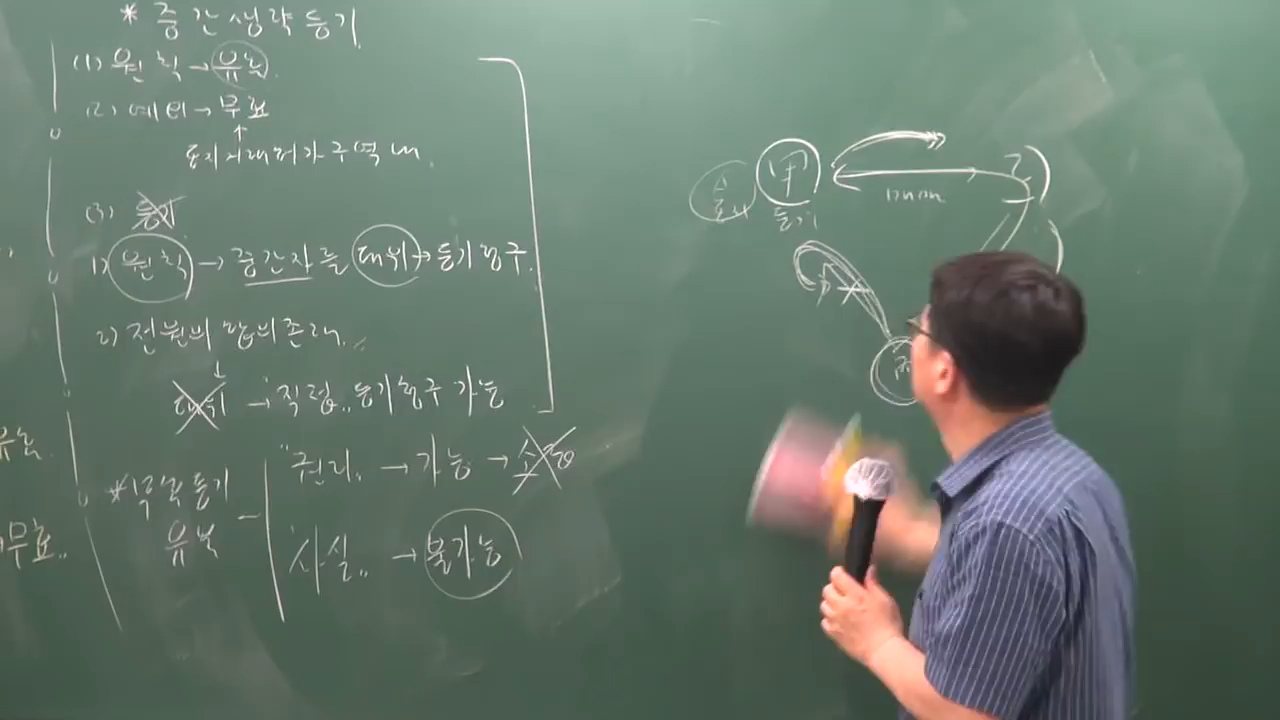 * 중간생략등기
(1) 원칙 → 유효
(2) 예외 → 무효
↑
토지거래허가구역 내.
(3) 등기
1) 원칙 → 중간자를 대위 → 등기청구
2) 전원의 합의존재..
↓
대위 → 직접.. 등기청구 가능
"권리" → 가능 → 소송
사실.. → 불가능
유효
유효.
무효..
甲
등기
乙
丙